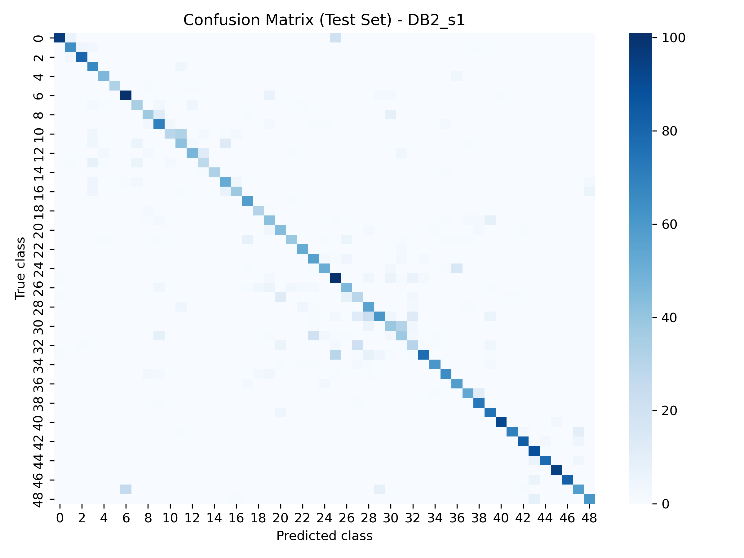 Confusion Matrix (Test Set) - DB2_s1
True class
0 2 4 6 8 10 12 14 16 18 20 22 24 26 28 30 32 34 36 38 40 42 44 46 48
0 2 4 6 8 10 12 14 16 18 20 22 24 26 28 30 32 34 36 38 40 42 44 46 48
Predicted class
100
80
60
40
20
0